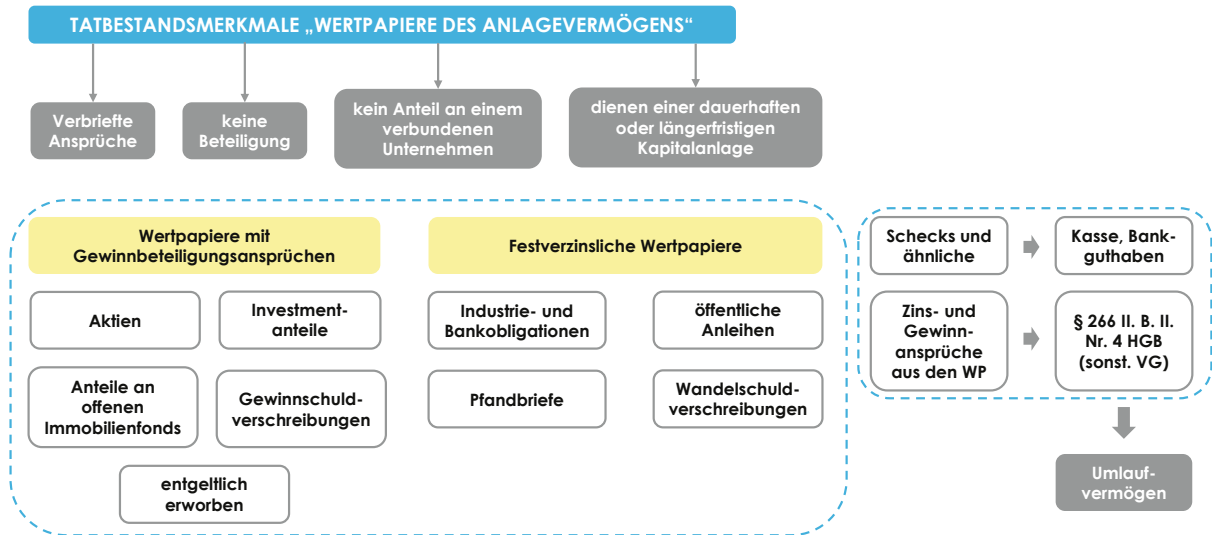 TATBESTANDSMERKMALE „WERTPAPIERE DES ANLAGEVERMÖGENS“
Verbriefte
Ansprüche
keine
Beteiligung
kein Anteil an einem
verbundenen
Unternehmen
dienen einer dauerhaften
oder längerfristigen
Kapitalanlage
Wertpapiere mit
Gewinnbeteiligungsansprüchen
Festverzinsliche Wertpapiere
Aktien
Investment-
anteile
Industrie- und
Bankobligationen
öffentliche
Anleihen
Anteile an
offenen
Immobilienfonds
Gewinnschuld-
verschreibungen
Pfandbriefe
Wandelschuld-
verschreibungen
entgeltlich
erworben
Schecks und
ähnliche
Kasse, Bank-
guthaben
Zins- und
Gewinn-
ansprüche
aus den WP
§ 266 II. B. II.
Nr. 4 HGB
(sonst. VG)
Umlauf-
vermögen